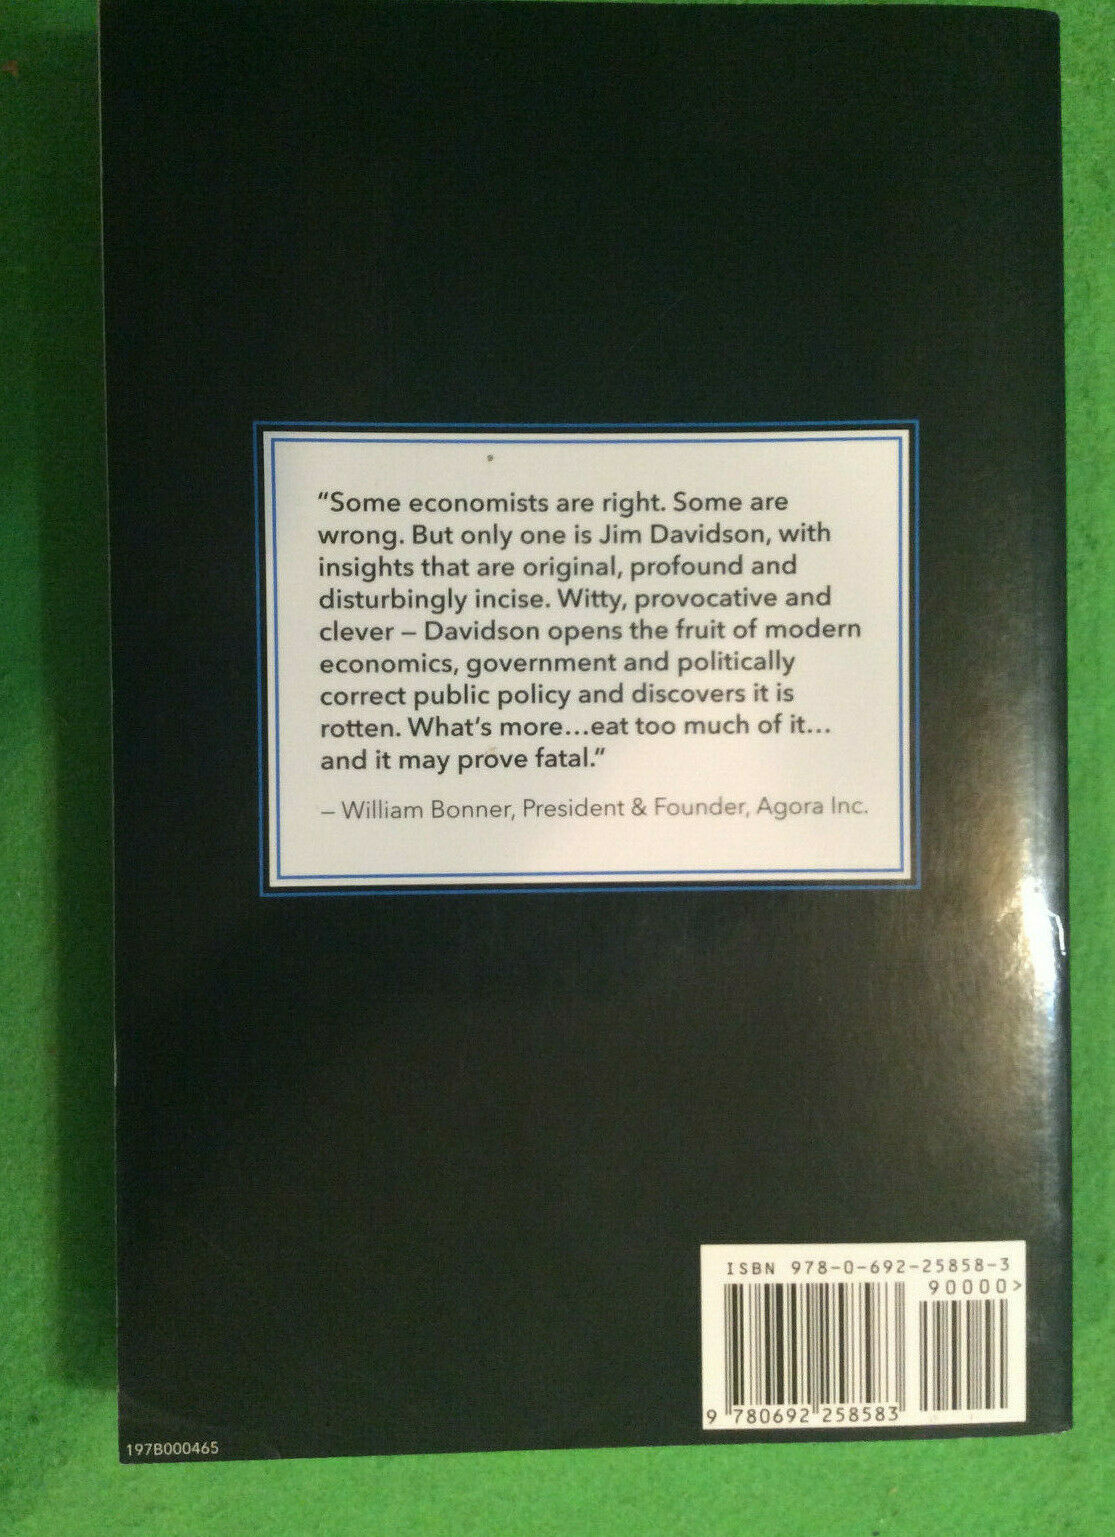 “Some economists are right. Some are
wrong. But only one is Jim Davidson, with
insights that are original, profound and
disturbingly incise. Witty, provocative and
clever – Davidson opens the fruit of modern
economics, government and politically
correct public policy and discovers it is
rotten. What's more...eat too much of it...
and it may prove fatal.”
– William Bonner, President & Founder, Agora Inc.
ISBN 978-0-692-25858-3
90000>
9 780692 258583
197B000465